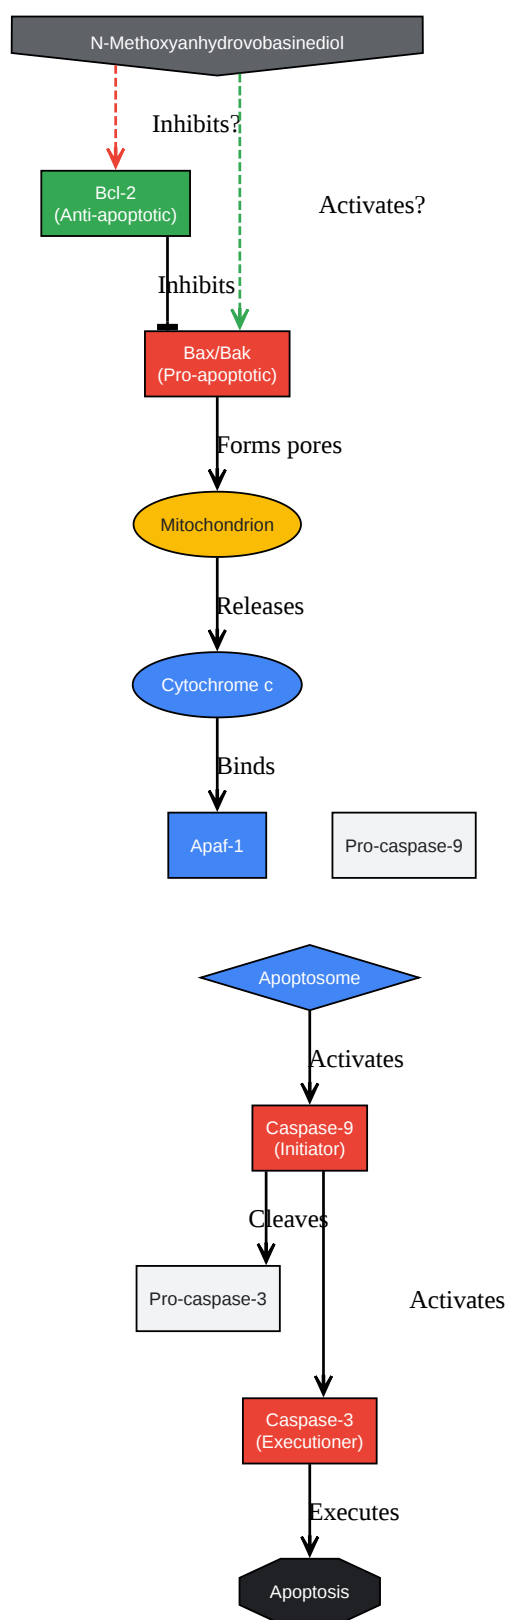 N-Methoxyanhydrovobasinediol
Inhibits?
Bcl-2
(Anti-apoptotic)
Activates?
Inhibits
Bax/Bak
(Pro-apoptotic)
Forms pores
Mitochondrion
Releases
Cytochrome c
Binds
Apaf-1
Pro-caspase-9
Apoptosome
Activates
Caspase-9
(Initiator)
Cleaves
Pro-caspase-3
Activates
Caspase-3
(Executioner)
Executes
Apoptosis